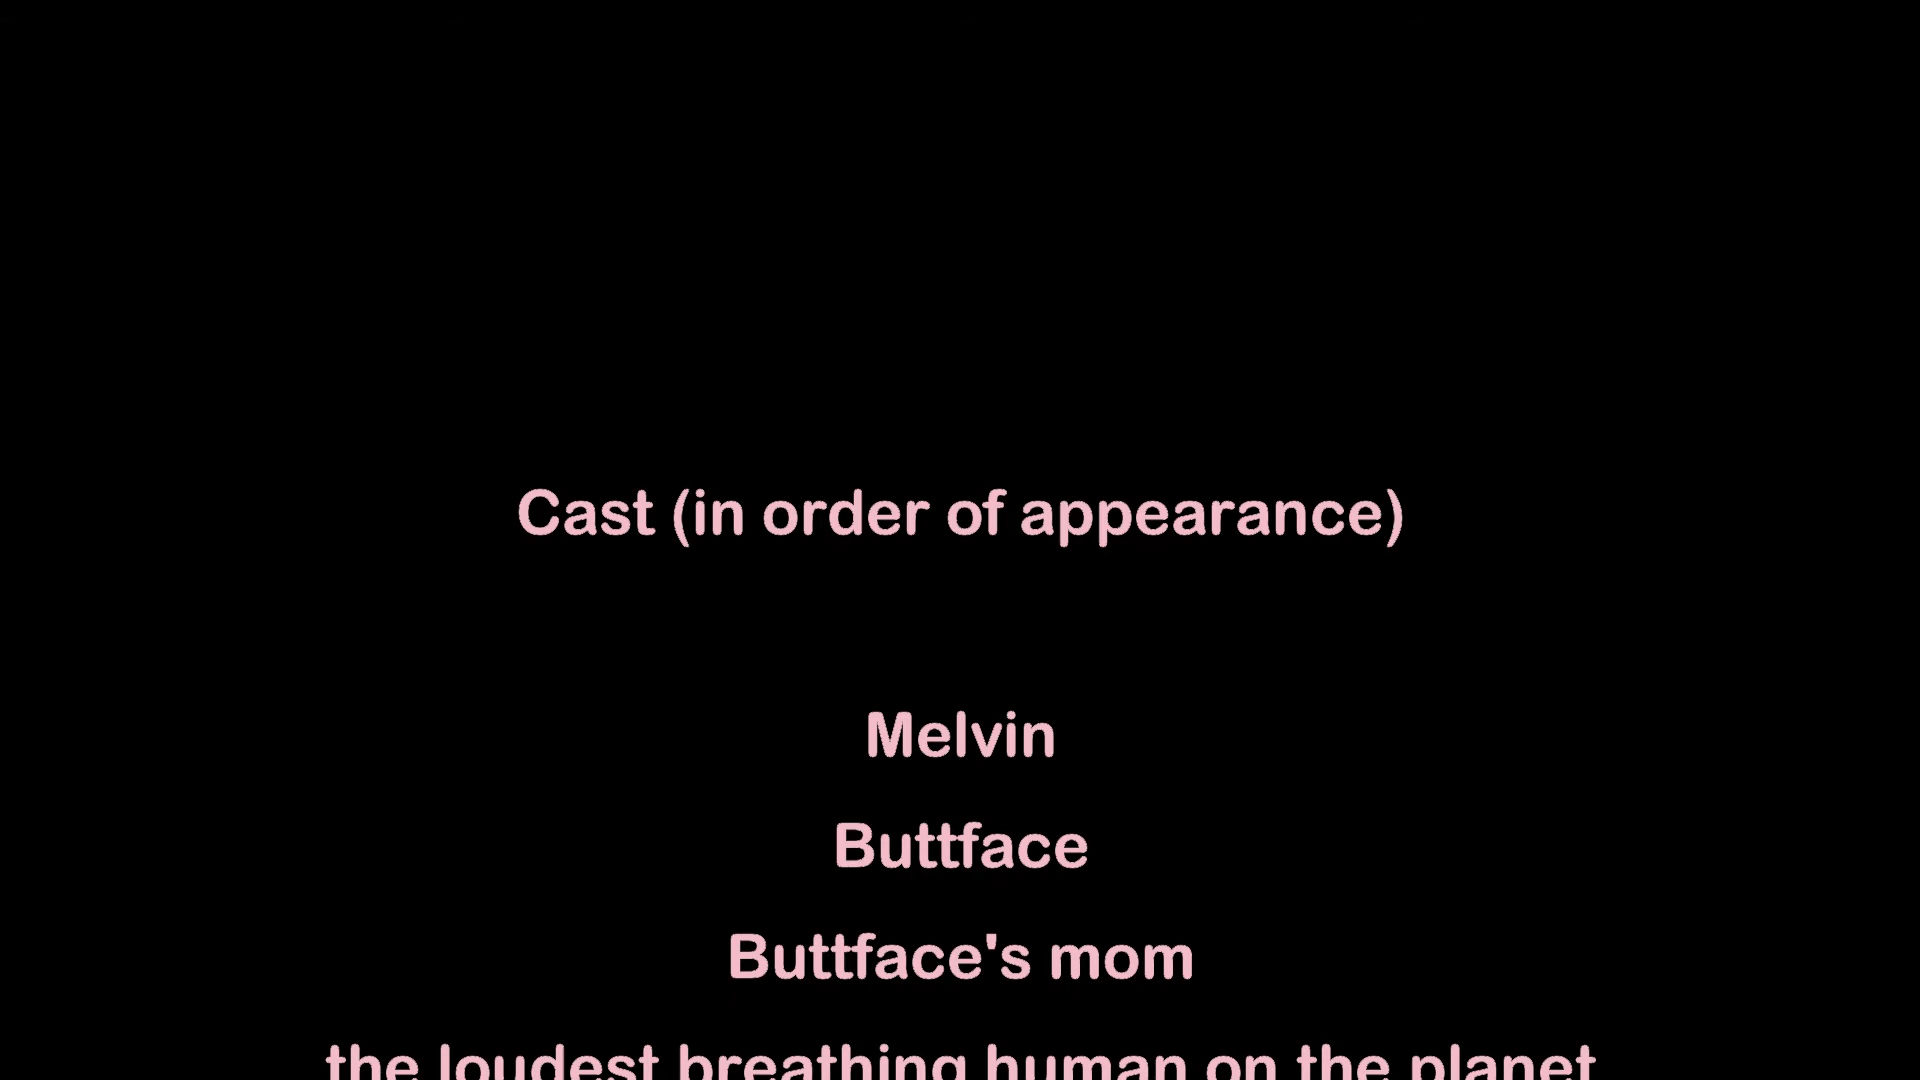 Cast (in order of appearance)
Melvin
Buttface
Buttface's mom
the loudest breathing human on the planet